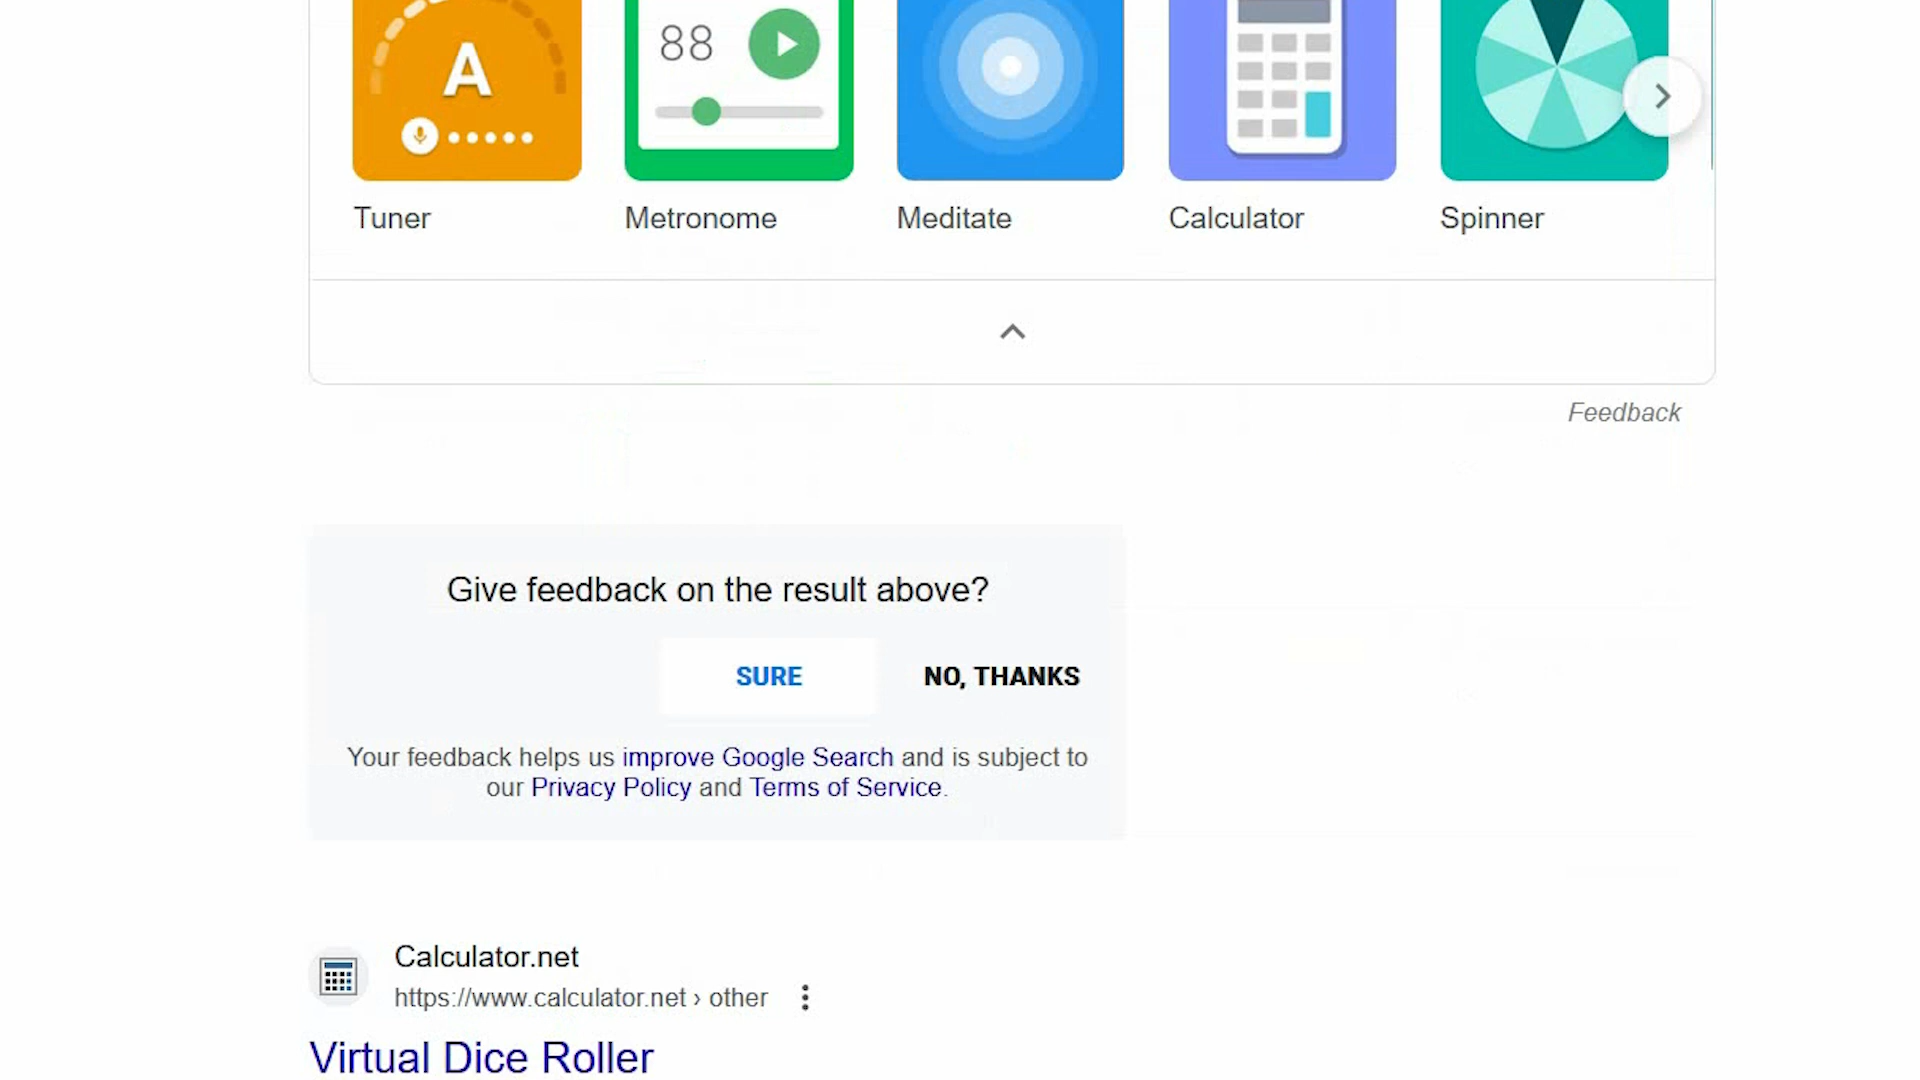 A
88
Tuner
Metronome
Meditate
Calculator
Spinner
Feedback
Give feedback on the result above?
SURE
NO, THANKS
Your feedback helps us improve Google Search and is subject to
our Privacy Policy and Terms of Service.
Calculator.net
https://www.calculator.net › other
Virtual Dice Roller